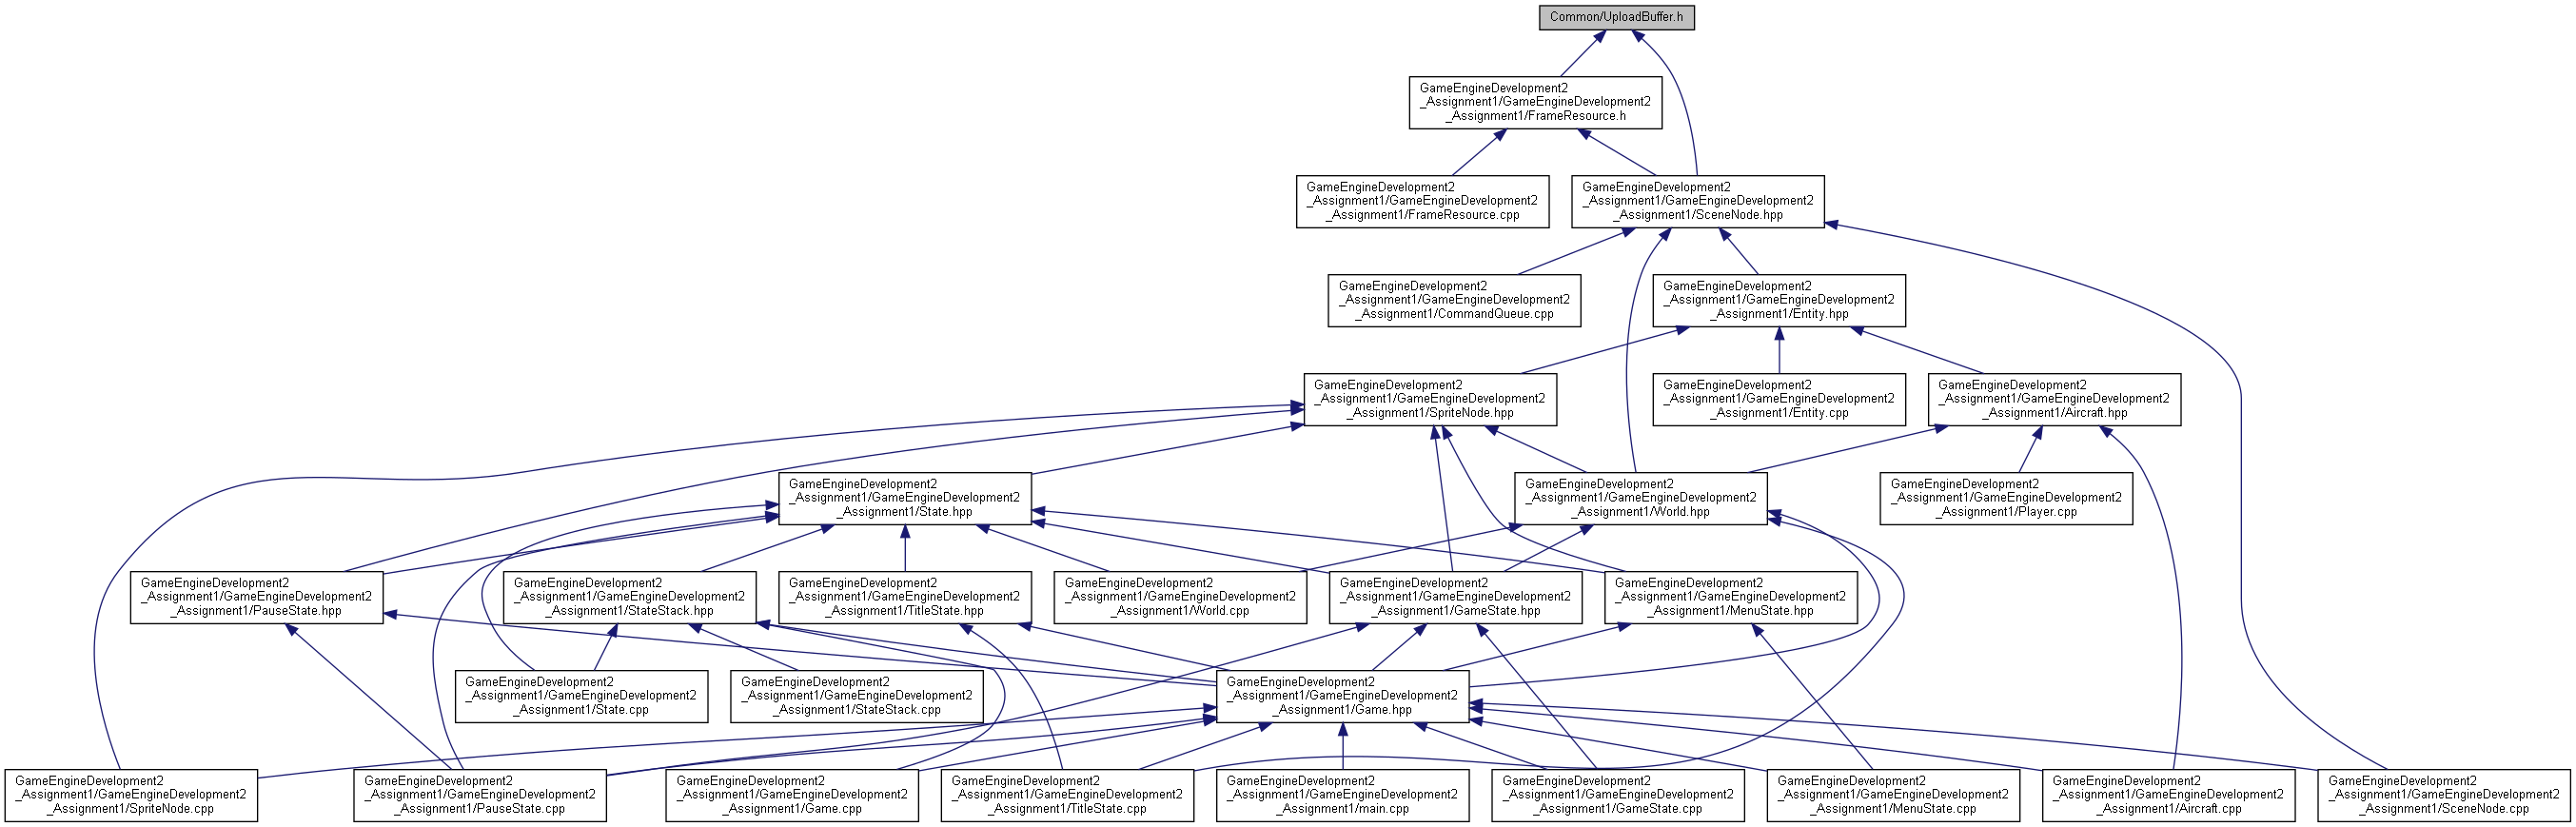 Common/UploadBuffer.h
GameEngineDevelopment2
_Assignment1/GameEngineDevelopment2
_Assignment1/FrameResource.h
GameEngineDevelopment2
_Assignment1/GameEngineDevelopment2
_Assignment1/FrameResource.cpp
GameEngineDevelopment2
_Assignment1/GameEngineDevelopment2
_Assignment1/SceneNode.hpp
GameEngineDevelopment2
_Assignment1/GameEngineDevelopment2
_Assignment1/CommandQueue.cpp
GameEngineDevelopment2
_Assignment1/GameEngineDevelopment2
_Assignment1/Entity.hpp
GameEngineDevelopment2
_Assignment1/GameEngineDevelopment2
_Assignment1/SpriteNode.hpp
GameEngineDevelopment2
_Assignment1/GameEngineDevelopment2
_Assignment1/Entity.cpp
GameEngineDevelopment2
_Assignment1/GameEngineDevelopment2
_Assignment1/Aircraft.hpp
GameEngineDevelopment2
_Assignment1/GameEngineDevelopment2
_Assignment1/State.hpp
GameEngineDevelopment2
_Assignment1/GameEngineDevelopment2
_Assignment1/World.hpp
GameEngineDevelopment2
_Assignment1/GameEngineDevelopment2
_Assignment1/Player.cpp
GameEngineDevelopment2
_Assignment1/GameEngineDevelopment2
_Assignment1/PauseState.hpp
GameEngineDevelopment2
_Assignment1/GameEngineDevelopment2
_Assignment1/StateStack.hpp
GameEngineDevelopment2
_Assignment1/GameEngineDevelopment2
_Assignment1/TitleState.hpp
GameEngineDevelopment2
_Assignment1/GameEngineDevelopment2
_Assignment1/World.cpp
GameEngineDevelopment2
_Assignment1/GameEngineDevelopment2
_Assignment1/GameState.hpp
GameEngineDevelopment2
_Assignment1/GameEngineDevelopment2
_Assignment1/MenuState.hpp
GameEngineDevelopment2
_Assignment1/GameEngineDevelopment2
_Assignment1/State.cpp
GameEngineDevelopment2
_Assignment1/GameEngineDevelopment2
_Assignment1/StateStack.cpp
GameEngineDevelopment2
_Assignment1/GameEngineDevelopment2
_Assignment1/Game.hpp
GameEngineDevelopment2
_Assignment1/GameEngineDevelopment2
_Assignment1/SpriteNode.cpp
GameEngineDevelopment2
_Assignment1/GameEngineDevelopment2
_Assignment1/PauseState.cpp
GameEngineDevelopment2
_Assignment1/GameEngineDevelopment2
_Assignment1/Game.cpp
GameEngineDevelopment2
_Assignment1/GameEngineDevelopment2
_Assignment1/TitleState.cpp
GameEngineDevelopment2
_Assignment1/GameEngineDevelopment2
_Assignment1/main.cpp
GameEngineDevelopment2
_Assignment1/GameEngineDevelopment2
_Assignment1/GameState.cpp
GameEngineDevelopment2
_Assignment1/GameEngineDevelopment2
_Assignment1/MenuState.cpp
GameEngineDevelopment2
_Assignment1/GameEngineDevelopment2
_Assignment1/Aircraft.cpp
GameEngineDevelopment2
_Assignment1/GameEngineDevelopment2
_Assignment1/SceneNode.cpp